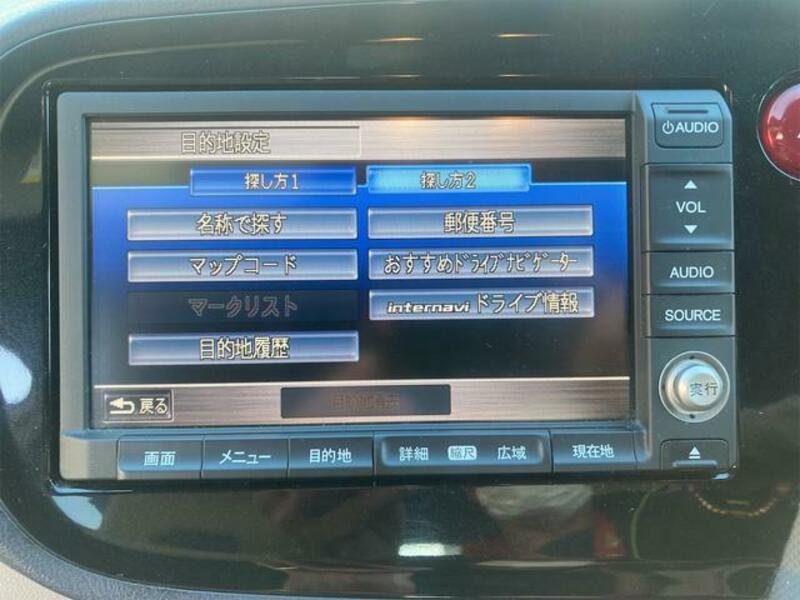 目的地設定
探し方1 探し方2
名称で探す 郵便番号
マップコード おすすめドライブナビゲーター
マークリスト internavi ドライブ情報
目的地履歴
戻る
画面 メニュー 目的地 詳細 縮尺 広域 現在地
AUDIO
VOL
AUDIO
SOURCE
実行